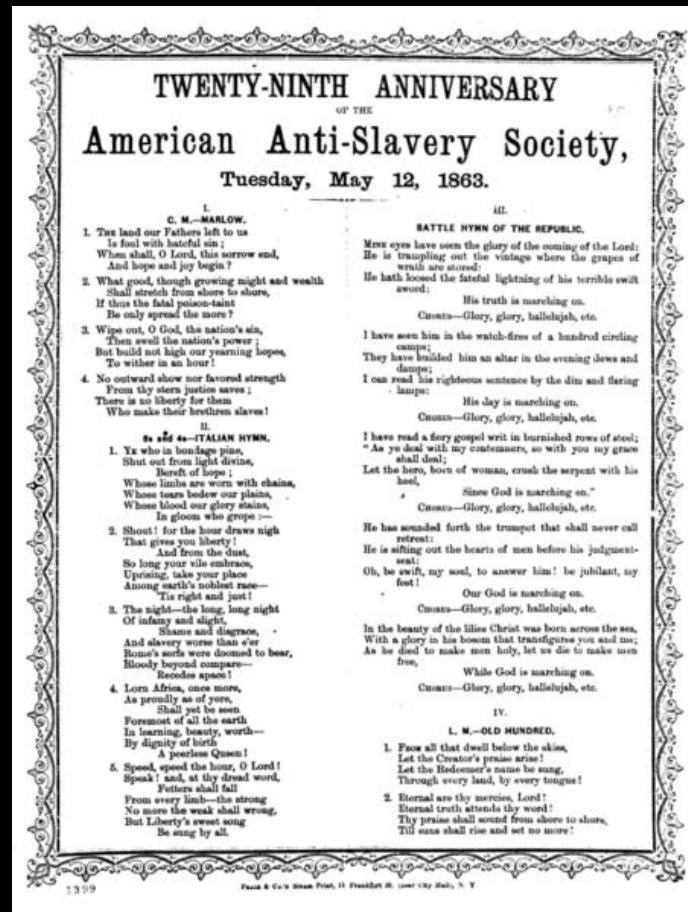 TWENTY-NINTH ANNIVERSARY
OF THE
American Anti-Slavery Society,
Tuesday, May 12, 1863.
I.
C. M.—MARLOW.
1. THE land our Fathers left to us
Is foul with hateful sin;
When shall, O Lord, this sorrow end,
And hope and joy begin?
2. What good, though growing might and wealth
Shall stretch from shore to shore,
If thus the fatal poison-taint
Be only spread the more?
3. Wipe out, O God, the nation's sin,
Then swell the nation's power;
But build not high our yearning hopes,
To wither in an hour!
4. No outward show nor favored strength
From thy stern justice saves;
There is no liberty for them
Who make their brethren slaves!
II.
6s and 4s—ITALIAN HYMN.
1. YE who in bondage pine,
Shut out from light divine,
Bereft of hope;
Whose limbs are worn with chains,
Whose tears bedew our plains,
Whose blood our glory stains,
In gloom who grope:—
2. Shout! for the hour draws nigh
That gives you liberty!
And from the dust,
So long your vile embrace,
Uprising, take your place
Among earth's noblest race—
'Tis right and just!
3. The night—the long, long night
Of infamy and slight,
Shame and disgrace,
And slavery worse than e'er
Rome's serfs were doomed to bear,
Bloody beyond compare—
Recedes apace!
4. Lorn Africa, once more,
As proudly as of yore,
Shall yet be seen
Foremost of all the earth
In learning, beauty, worth—
By dignity of birth
A peerless Queen!
5. Speed, speed the hour, O Lord!
Speak! and, at thy dread word,
Fetters shall fall
From every limb—the strong
No more the weak shall wrong,
But Liberty's sweet song
Be sung by all.
III.
BATTLE HYMN OF THE REPUBLIC.
MINE eyes have seen the glory of the coming of the Lord:
He is trampling out the vintage where the grapes of
wrath are stored:
He hath loosed the fateful lightning of his terrible swift
sword:
His truth is marching on.
CHORUS—Glory, glory, hallelujah, etc.
I have seen him in the watch-fires of a hundred circling
camps;
They have builded him an altar in the evening dews and
damps;
I can read his righteous sentence by the dim and flaring
lamps:
His day is marching on.
CHORUS—Glory, glory, hallelujah, etc.
I have read a fiery gospel writ in burnished rows of steel;
"As ye deal with my contemners, so with you my grace
shall deal;
Let the hero, born of woman, crush the serpent with his
heel,
Since God is marching on."
CHORUS—Glory, glory, hallelujah, etc.
He has sounded forth the trumpet that shall never call
retreat:
He is sifting out the hearts of men before his judgment-
seat:
Oh, be swift, my soul, to answer him! be jubilant, my
feet!
Our God is marching on.
CHORUS—Glory, glory, hallelujah, etc.
In the beauty of the lilies Christ was born across the sea,
With a glory in his bosom that transfigures you and me;
As he died to make men holy, let us die to make men
free,
While God is marching on.
CHORUS—Glory, glory, hallelujah, etc.
IV.
L. M.—OLD HUNDRED.
1. FROM all that dwell below the skies,
Let the Creator's praise arise!
Let the Redeemer's name be sung,
Through every land, by every tongue!
2. Eternal are thy mercies, Lord!
Eternal truth attends thy word!
Thy praise shall sound from shore to shore,
Till suns shall rise and set no more!
1399
& Co.'s Steam Print, 11 Frankfort St. (near City Hall), N. Y